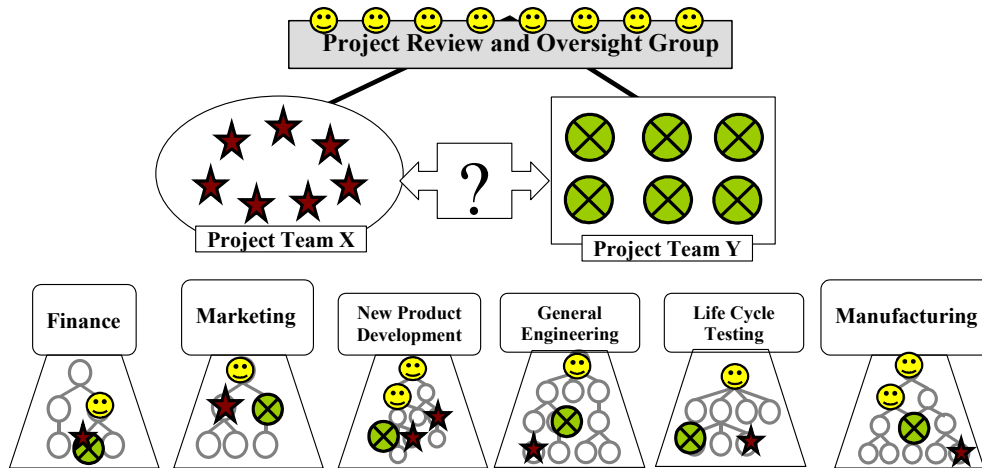 Project Review and Oversight Group
?
Project Team X
Project Team Y
Finance
Marketing
New Product
Development
General
Engineering
Life Cycle
Testing
Manufacturing